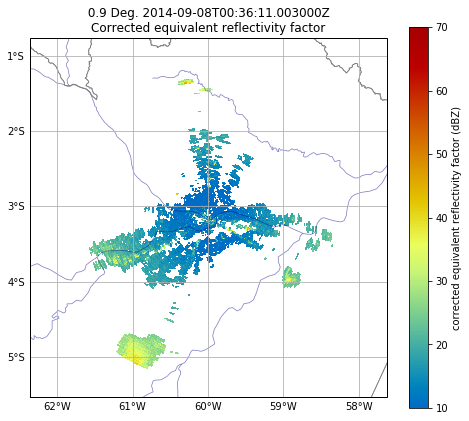 0.9 Deg. 2014-09-08T00:36:11.003000Z
Corrected equivalent reflectivity factor
1°S
2°S
3°S
4°S
5°S
62°W
61°W
60°W
59°W
58°W
70
60
50
40
30
20
10
corrected equivalent reflectivity factor (dBZ)